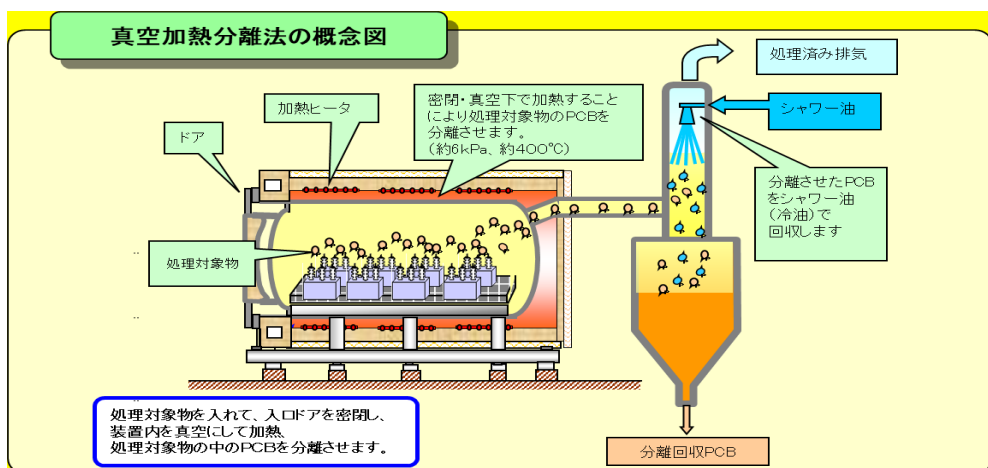 真空加熱分離法の概念図
処理済み排気
シャワー油
加熱ヒータ
密閉・真空下で加熱すること
により処理対象物のPCBを
分離させます。
(約6kPa、約400℃)
ドア
分離させたPCB
をシャワー油
(冷油)で
回収します
処理対象物
処理対象物を入れて、入口ドアを密閉し、
装置内を真空にして加熱、
処理対象物の中のPCBを分離させます。
分離回収PCB